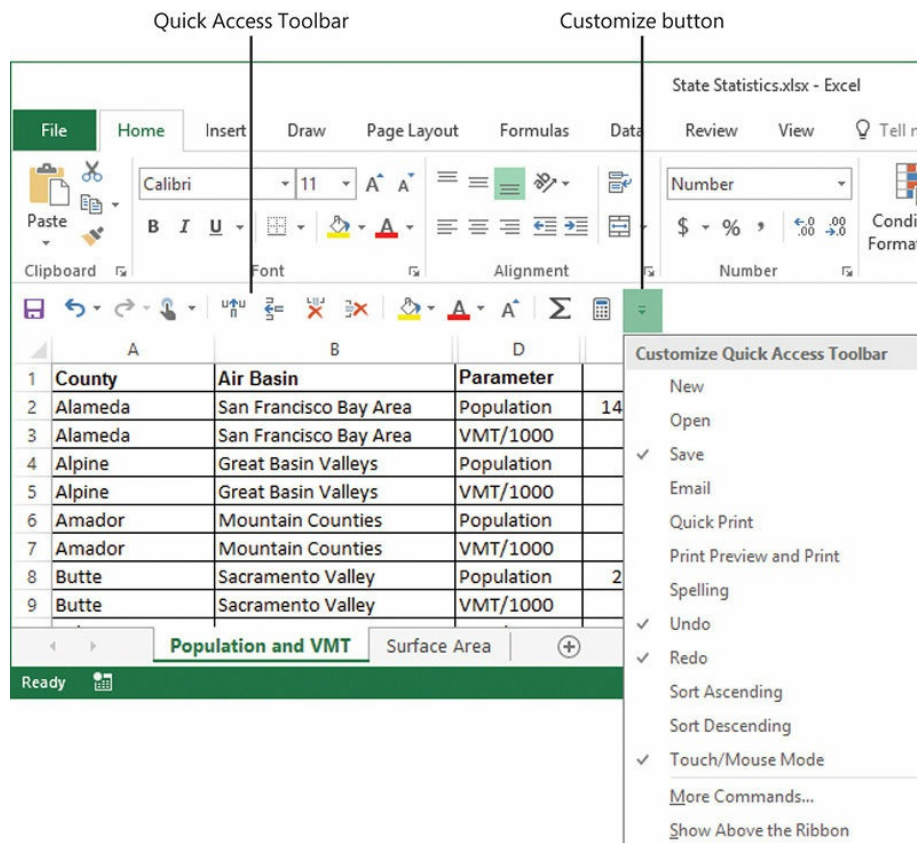 Quick Access Toolbar Customize button
State Statistics.xlsx - Excel
File Home Insert Draw Page Layout Formulas Data Review View Tell
Calibri 11 A A Number
Paste B I U A $ % , .00 .00
Clipboard Font Alignment Number
A A Σ
A B D
Customize Quick Access Toolbar
1 County Air Basin Parameter
New
2 Alameda San Francisco Bay Area Population 14
Open
3 Alameda San Francisco Bay Area VMT/1000
Save
4 Alpine Great Basin Valleys Population
Email
5 Alpine Great Basin Valleys VMT/1000
6 Amador Mountain Counties Population
Quick Print
7 Amador Mountain Counties VMT/1000
Print Preview and Print
8 Butte Sacramento Valley Population 2
Spelling
9 Butte Sacramento Valley VMT/1000
Undo
Population and VMT Surface Area
Redo
Ready
Sort Ascending
Sort Descending
Touch/Mouse Mode
More Commands...
Show Above the Ribbon